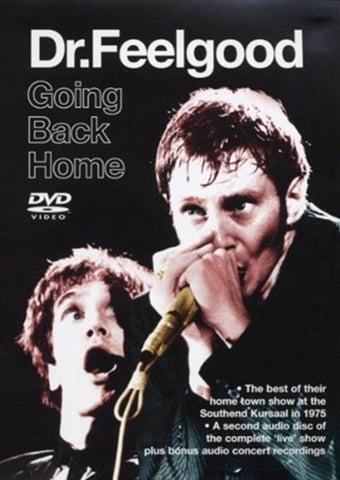 Dr.Feelgood
Going
Back
Home
DVD
VIDEO
• The best of their
home town show at the
Southend Kursaal in 1975
• A second audio disc of
the complete 'live' show
plus bonus audio concert recordings